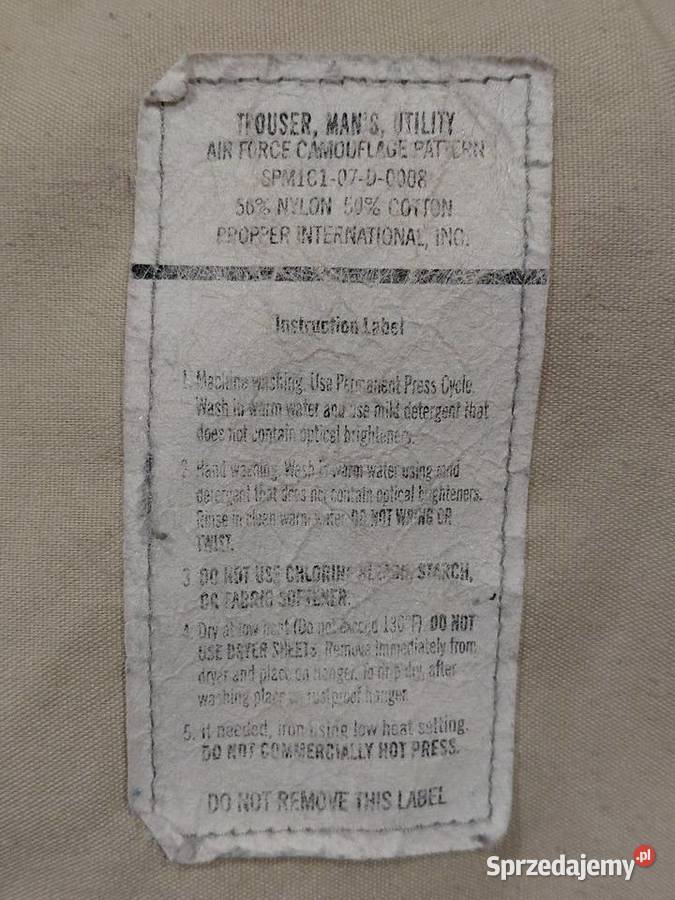 TROUSER, MAN'S, UTILITY
AIR FORCE CAMOUFLAGE PATTERN
SPM1C1-07-D-0008
50% NYLON 50% COTTON
PROPPER INTERNATIONAL, INC.
Instruction Label
1. Machine washing. Use Permanent Press Cycle.
Wash in warm water and use mild detergent that
does not contain optical brighteners.
2. Hand washing. Wash in warm water using mild
detergent that does not contain optical brighteners.
Rinse in clean warm water. DO NOT WRING OR
TWIST.
3. DO NOT USE CHLORINE BLEACH, STARCH,
OR FABRIC SOFTENER.
4. Dry at low heat (Do not exceed 130°F). DO NOT
USE DRYER SHEETS. Remove immediately from
dryer and place on hanger. To drip dry, after
washing place on rustproof hanger.
5. If needed, iron using low heat setting.
DO NOT COMMERCIALLY HOT PRESS.
DO NOT REMOVE THIS LABEL
Sprzedajemy.pl